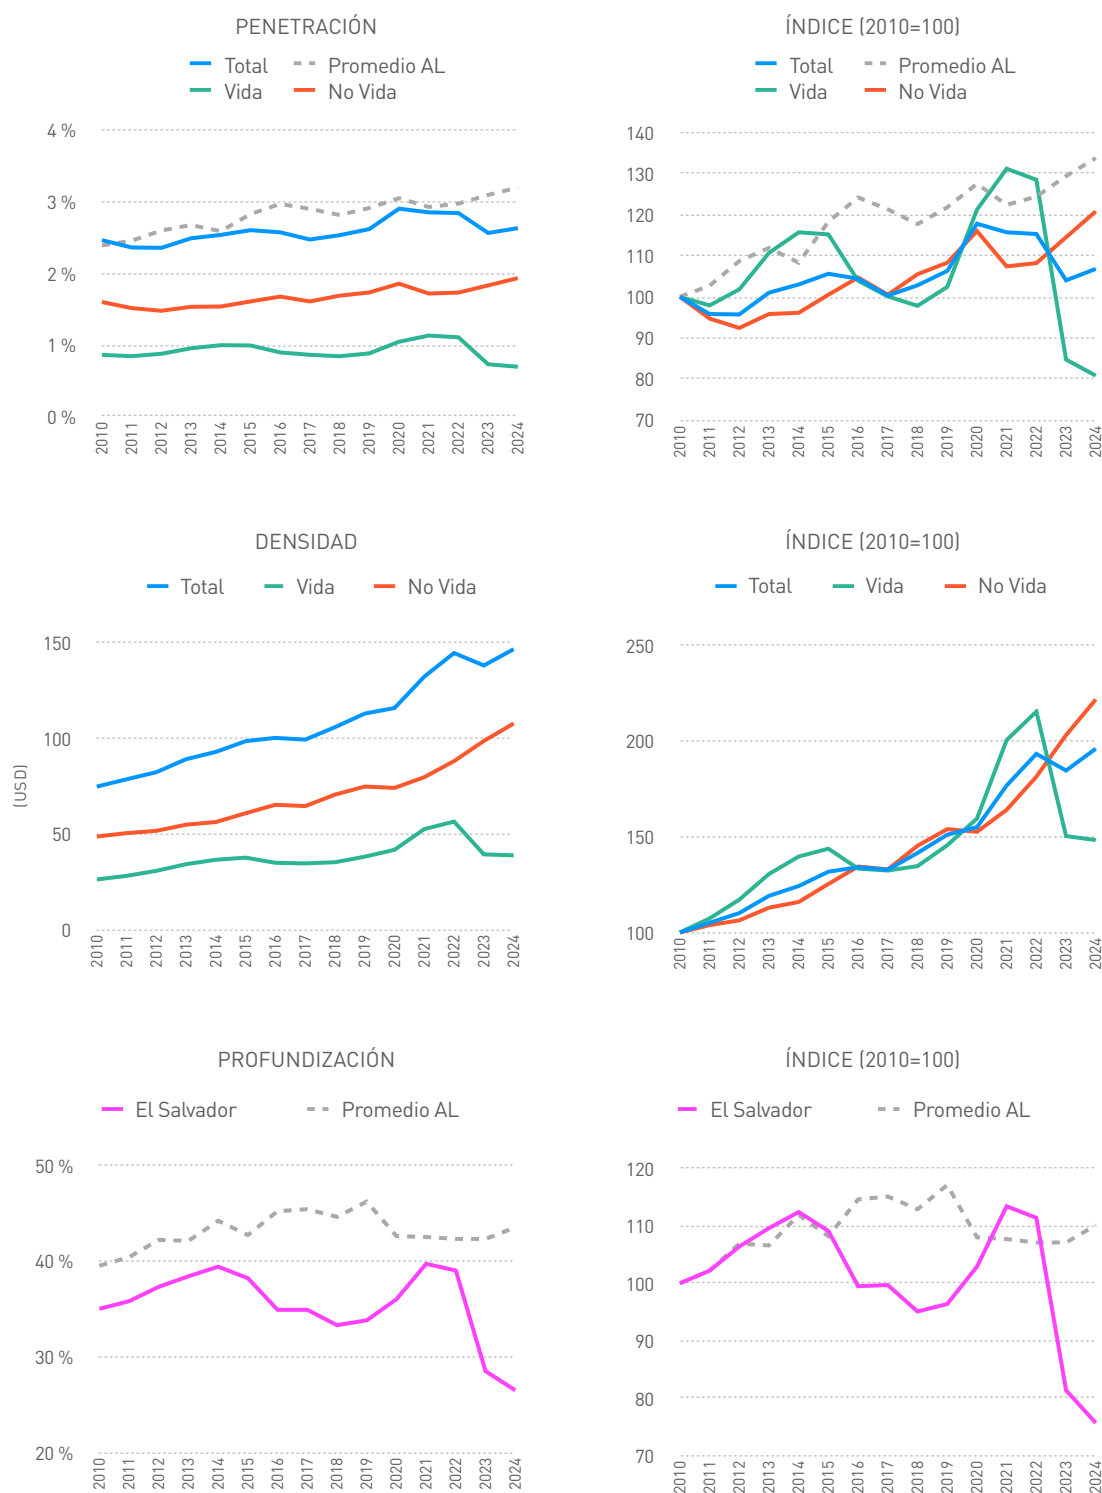 PENETRACIÓN
Total Promedio AL
Vida No Vida
4 %
3 %
2 %
1 %
0 %
2010 2011 2012 2013 2014 2015 2016 2017 2018 2019 2020 2021 2022 2023 2024
ÍNDICE (2010=100)
Total Promedio AL
Vida No Vida
140
130
120
110
100
90
80
70
2010 2011 2012 2013 2014 2015 2016 2017 2018 2019 2020 2021 2022 2023 2024
DENSIDAD
Total Vida No Vida
(USD)
150
100
50
0
2010 2011 2012 2013 2014 2015 2016 2017 2018 2019 2020 2021 2022 2023 2024
ÍNDICE (2010=100)
Total Vida No Vida
250
200
150
100
2010 2011 2012 2013 2014 2015 2016 2017 2018 2019 2020 2021 2022 2023 2024
PROFUNDIZACIÓN
El Salvador Promedio AL
50 %
40 %
30 %
20 %
2010 2011 2012 2013 2014 2015 2016 2017 2018 2019 2020 2021 2022 2023 2024
ÍNDICE (2010=100)
El Salvador Promedio AL
120
110
100
90
80
70
2010 2011 2012 2013 2014 2015 2016 2017 2018 2019 2020 2021 2022 2023 2024